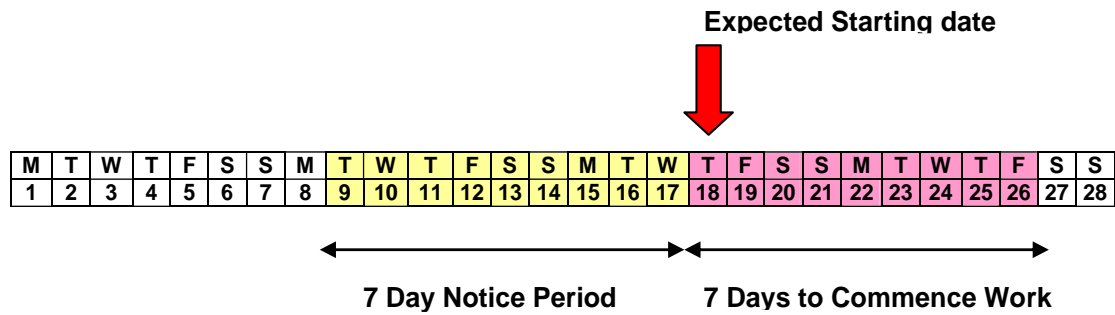 Expected Starting date
M T W T F S S M T W T F S S M T W T F S S M T W T F S S
1 2 3 4 5 6 7 8 9 10 11 12 13 14 15 16 17 18 19 20 21 22 23 24 25 26 27 28
7 Day Notice Period 7 Days to Commence Work